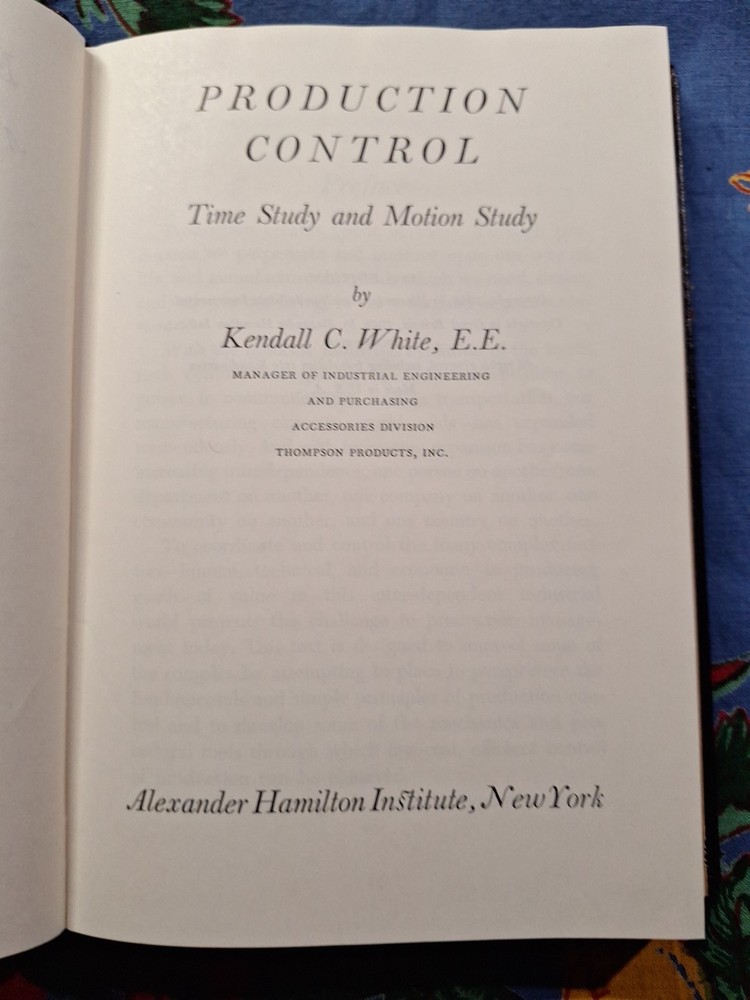 PRODUCTION
CONTROL
Time Study and Motion Study
by
Kendall C. White, E.E.
MANAGER OF INDUSTRIAL ENGINEERING
AND PURCHASING
ACCESSORIES DIVISION
THOMPSON PRODUCTS, INC.
Alexander Hamilton Institute, New York